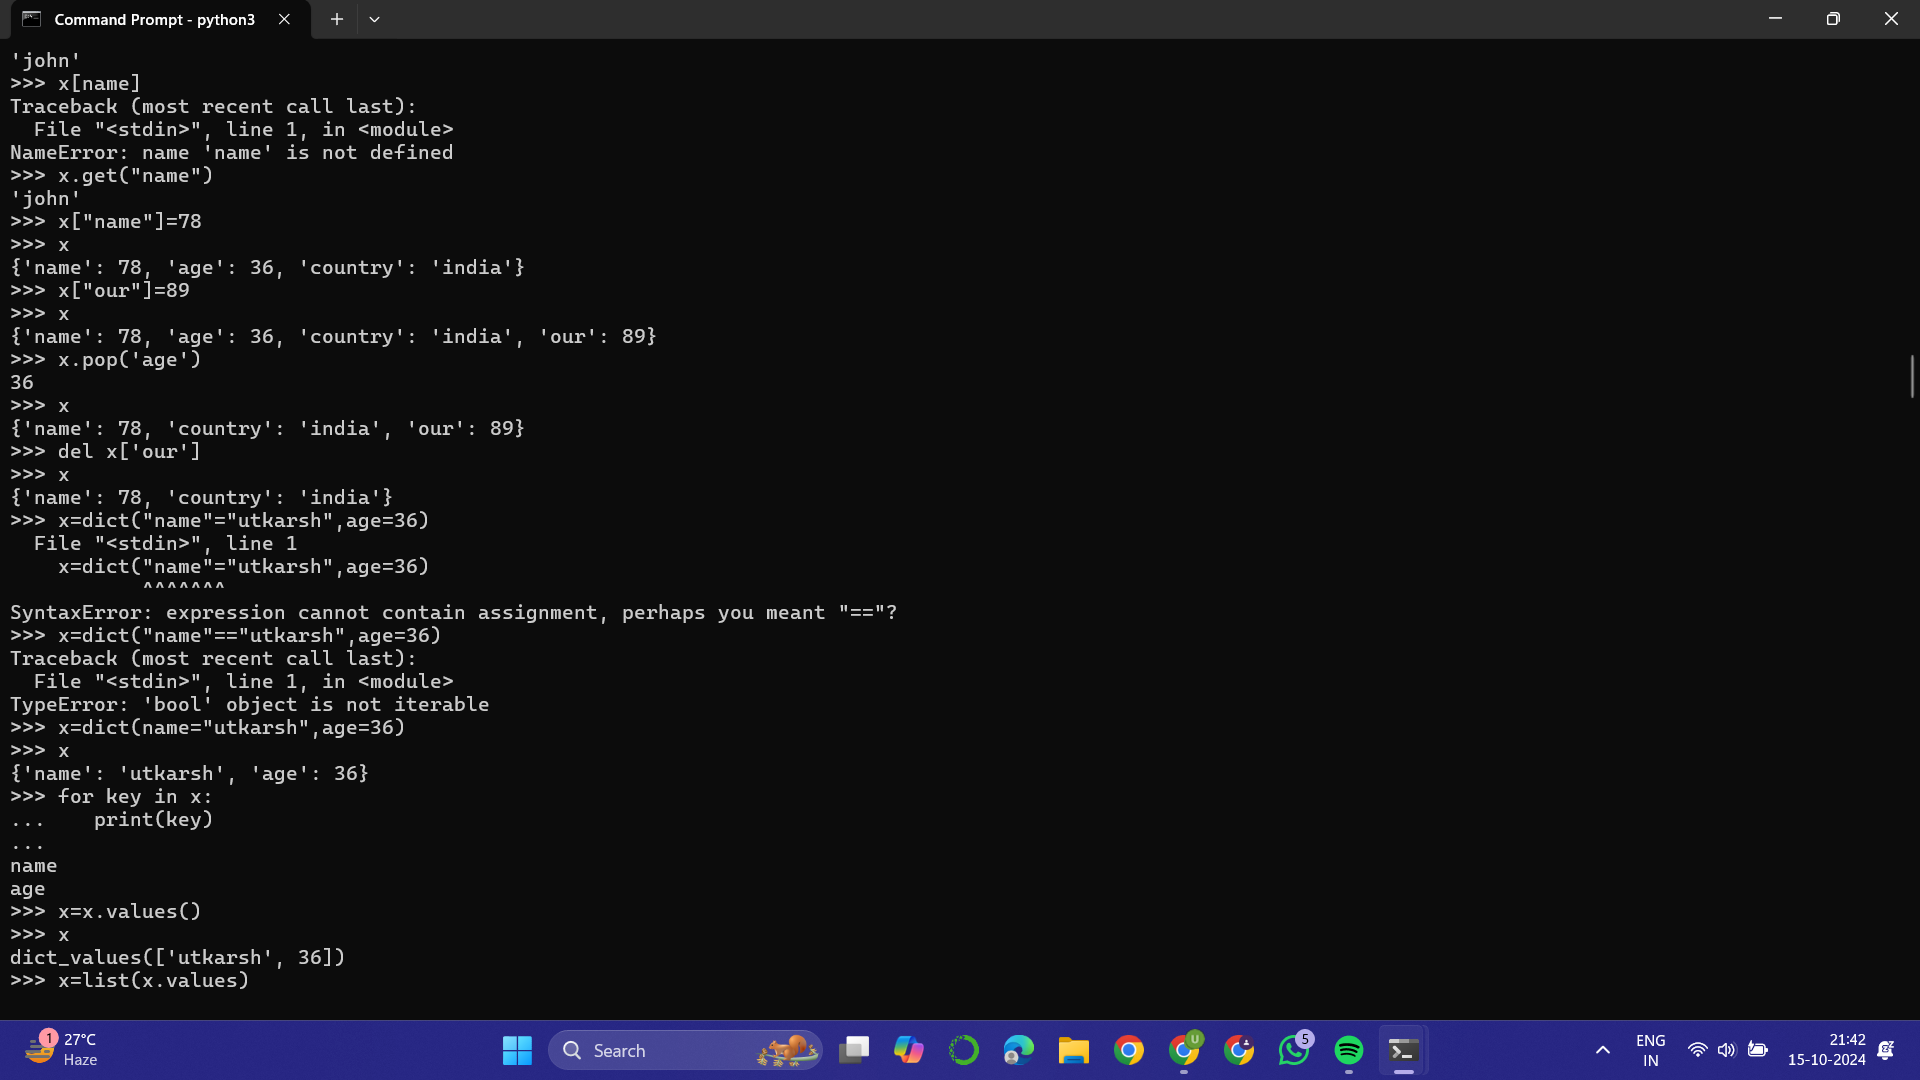 Command Prompt - python3
'john'
>>> x[name]
Traceback (most recent call last):
  File "<stdin>", line 1, in <module>
NameError: name 'name' is not defined
>>> x.get("name")
'john'
>>> x["name"]=78
>>> x
{'name': 78, 'age': 36, 'country': 'india'}
>>> x["our"]=89
>>> x
{'name': 78, 'age': 36, 'country': 'india', 'our': 89}
>>> x.pop('age')
36
>>> x
{'name': 78, 'country': 'india', 'our': 89}
>>> del x['our']
>>> x
{'name': 78, 'country': 'india'}
>>> x=dict("name"="utkarsh",age=36)
  File "<stdin>", line 1
    x=dict("name"="utkarsh",age=36)
           ^^^^^^^
SyntaxError: expression cannot contain assignment, perhaps you meant "=="?
>>> x=dict("name"=="utkarsh",age=36)
Traceback (most recent call last):
  File "<stdin>", line 1, in <module>
TypeError: 'bool' object is not iterable
>>> x=dict(name="utkarsh",age=36)
>>> x
{'name': 'utkarsh', 'age': 36}
>>> for key in x:
...    print(key)
...
name
age
>>> x=x.values()
>>> x
dict_values(['utkarsh', 36])
>>> x=list(x.values)
1
27°C
Haze
Search
U
5
ENG
IN
21:42
15-10-2024